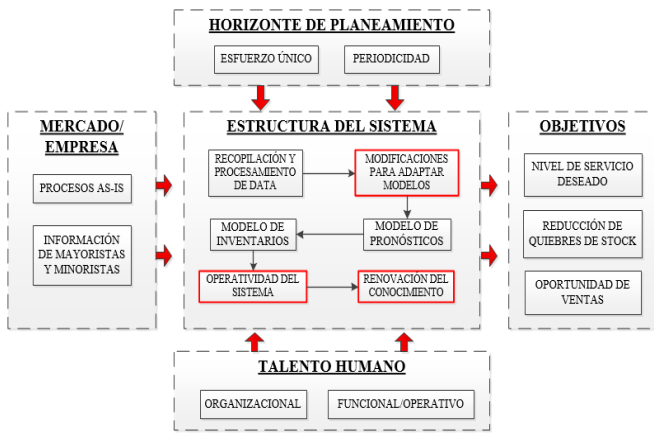 HORIZONTE DE PLANEAMIENTO
ESFUERZO ÚNICO
PERIODICIDAD
MERCADO/
EMPRESA
PROCESOS AS-IS
INFORMACIÓN
DE MAYORISTAS
Y MINORISTAS
ESTRUCTURA DEL SISTEMA
RECOPILACIÓN Y
PROCESAMIENTO
DE DATA
MODIFICACIONES
PARA ADAPTAR
MODELOS
MODELO DE
INVENTARIOS
MODELO DE
PRONÓSTICOS
OPERATIVIDAD DEL
SISTEMA
RENOVACIÓN DEL
CONOCIMIENTO
OBJETIVOS
NIVEL DE SERVICIO
DESEADO
REDUCCIÓN DE
QUIEBRES DE STOCK
OPORTUNIDAD DE
VENTAS
TALENTO HUMANO
ORGANIZACIONAL
FUNCIONAL/OPERATIVO